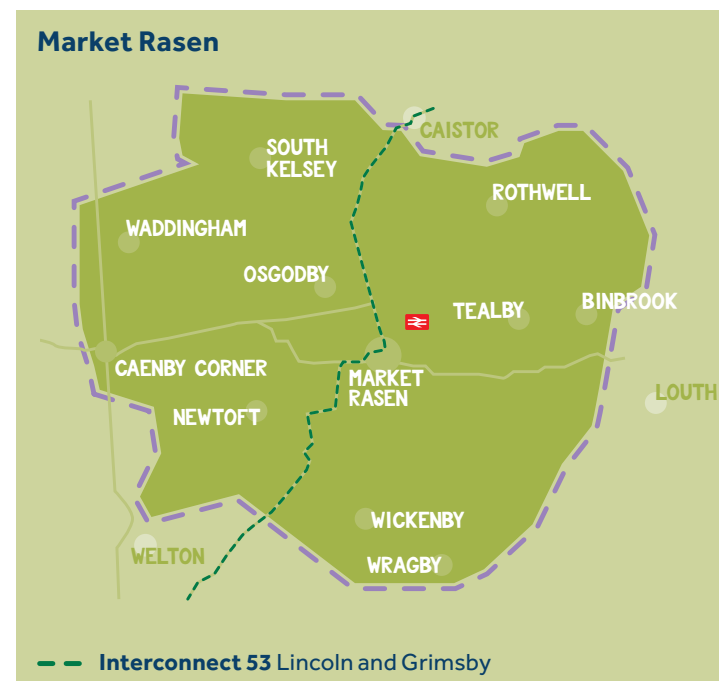 Market Rasen
CAISTOR
SOUTH
KELSEY
ROTHWELL
WADDINGHAM
OSGODBY
TEALBY
BINBROOK
CAENBY CORNER
MARKET
RASEN
LOUTH
NEWTOFT
WICKENBY
WELTON
WRAGBY
Interconnect 53 Lincoln and Grimsby